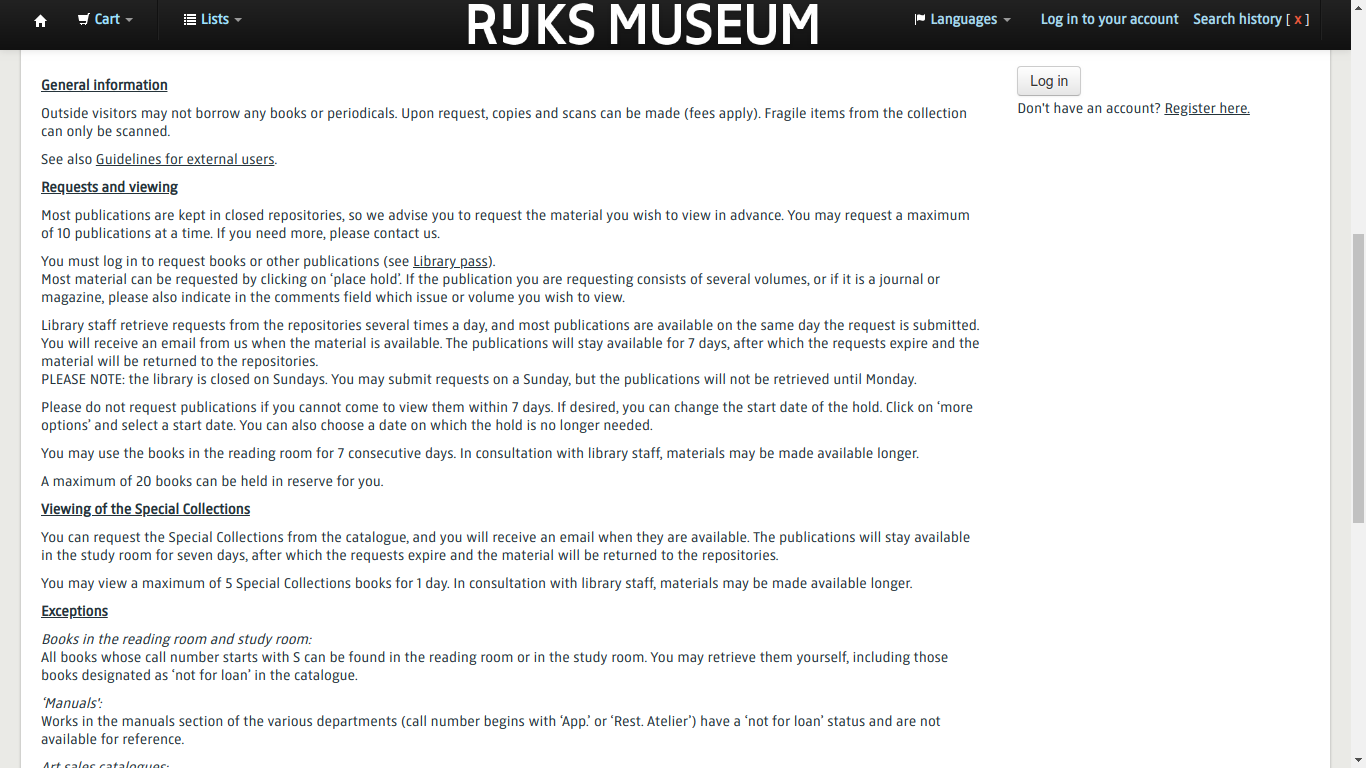 Cart
Lists
RIJKS MUSEUM
Languages
Log in to your account
Search history [ x ]
General information
Outside visitors may not borrow any books or periodicals. Upon request, copies and scans can be made (fees apply). Fragile items from the collection
can only be scanned.
See also Guidelines for external users.
Requests and viewing
Most publications are kept in closed repositories, so we advise you to request the material you wish to view in advance. You may request a maximum
of 10 publications at a time. If you need more, please contact us.
You must log in to request books or other publications (see Library pass).
Most material can be requested by clicking on ‘place hold’. If the publication you are requesting consists of several volumes, or if it is a journal or
magazine, please also indicate in the comments field which issue or volume you wish to view.
Library staff retrieve requests from the repositories several times a day, and most publications are available on the same day the request is submitted.
You will receive an email from us when the material is available. The publications will stay available for 7 days, after which the requests expire and the
material will be returned to the repositories.
PLEASE NOTE: the library is closed on Sundays. You may submit requests on a Sunday, but the publications will not be retrieved until Monday.
Please do not request publications if you cannot come to view them within 7 days. If desired, you can change the start date of the hold. Click on ‘more
options’ and select a start date. You can also choose a date on which the hold is no longer needed.
You may use the books in the reading room for 7 consecutive days. In consultation with library staff, materials may be made available longer.
A maximum of 20 books can be held in reserve for you.
Viewing of the Special Collections
You can request the Special Collections from the catalogue, and you will receive an email when they are available. The publications will stay available
in the study room for seven days, after which the requests expire and the material will be returned to the repositories.
You may view a maximum of 5 Special Collections books for 1 day. In consultation with library staff, materials may be made available longer.
Exceptions
Books in the reading room and study room:
All books whose call number starts with S can be found in the reading room or in the study room. You may retrieve them yourself, including those
books designated as ‘not for loan’ in the catalogue.
‘Manuals’:
Works in the manuals section of the various departments (call number begins with ‘App.’ or ‘Rest. Atelier’) have a ‘not for loan’ status and are not
available for reference.
Art sales catalogues:
Log in
Don't have an account? Register here.